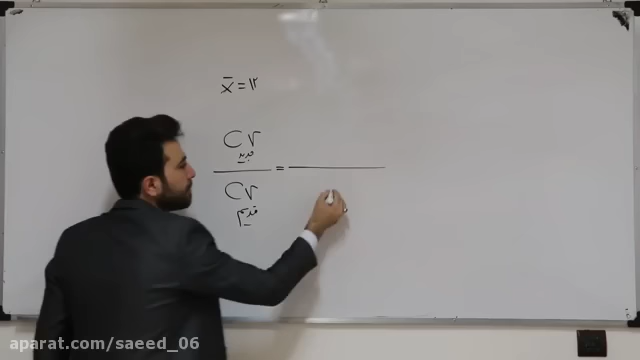 x̄ = ۱۲
CV جدید
=
CV قدیم
aparat.com/saeed_06